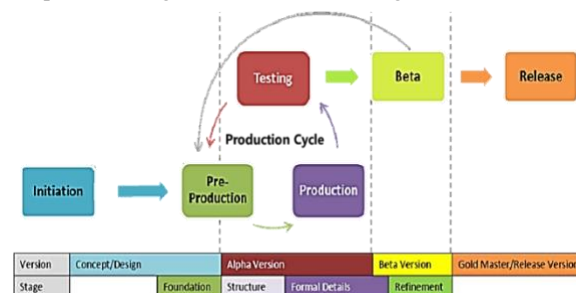 Testing
Beta
Release
Production Cycle
Initiation
Pre-
Production
Production
Version Concept/Design Alpha Version Beta Version Gold Master/Release Version
Stage Foundation Structure Formal Details Refinement